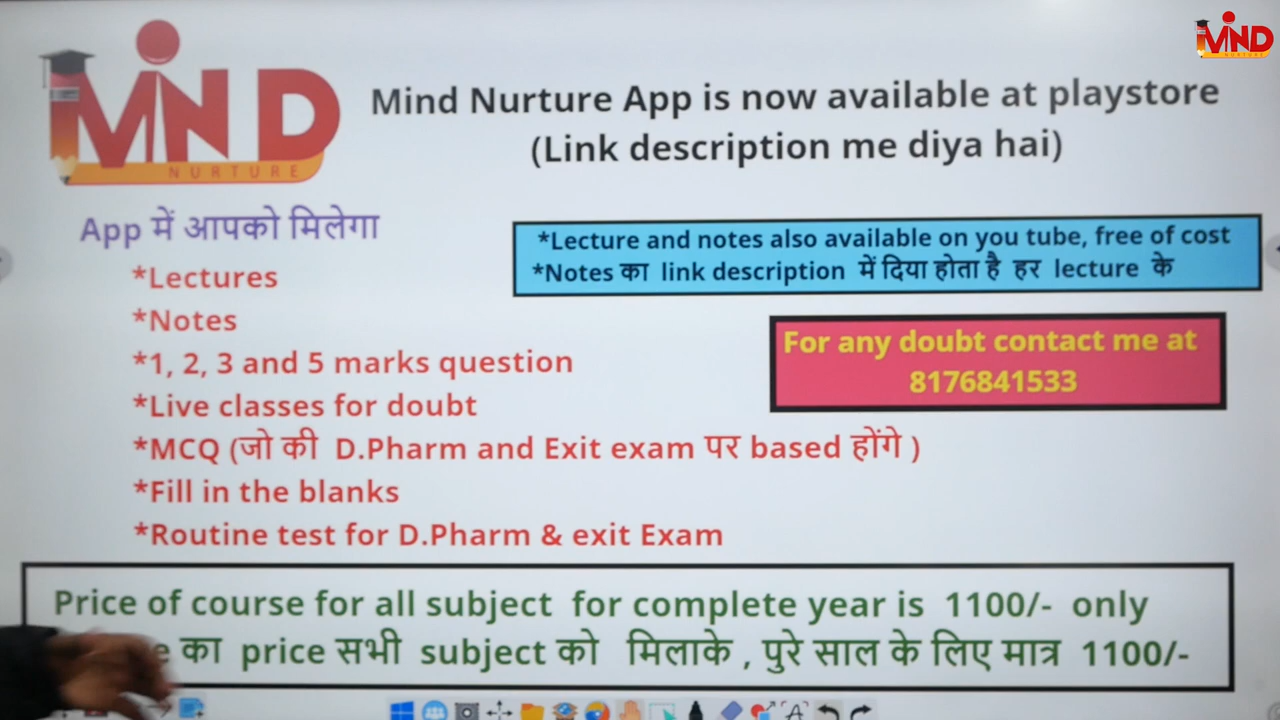 MIND
NURTURE
MIND
NURTURE
Mind Nurture App is now available at playstore
(Link description me diya hai)
App में आपको मिलेगा
*Lectures
*Notes
*1, 2, 3 and 5 marks question
*Live classes for doubt
*MCQ (जो की D.Pharm and Exit exam पर based होंगे )
*Fill in the blanks
*Routine test for D.Pharm & exit Exam
*Lecture and notes also available on you tube, free of cost
*Notes का link description में दिया होता है हर lecture के
For any doubt contact me at
8176841533
Price of course for all subject for complete year is 1100/- only
का price सभी subject को मिलाके , पुरे साल के लिए मात्र 1100/-